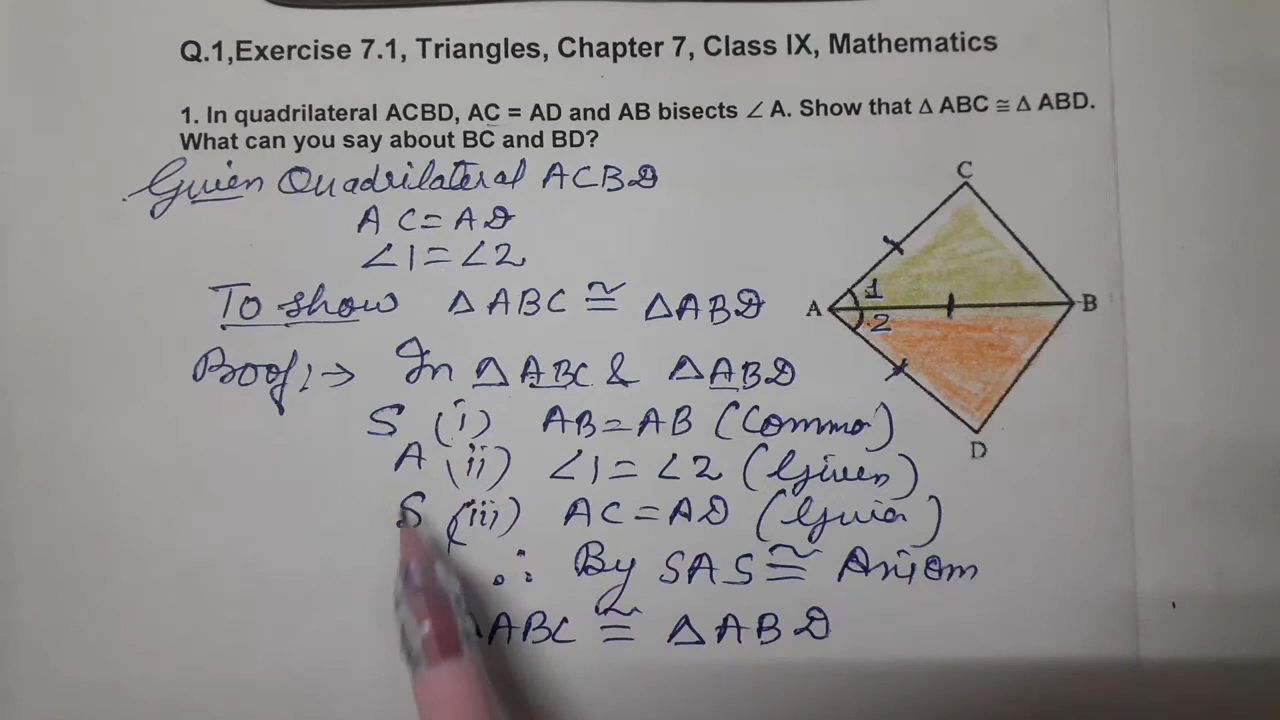 Q.1,Exercise 7.1, Triangles, Chapter 7, Class IX, Mathematics
1. In quadrilateral ACBD, AC = AD and AB bisects ∠ A. Show that Δ ABC ≅ Δ ABD.
What can you say about BC and BD?
Given Quadrilateral ACBD
AC = AD
∠1 = ∠2
To show ΔABC ≅ ΔABD
Proof :→ In ΔABC & ΔABD
S (i) AB = AB (Common)
A (ii) ∠1 = ∠2 (Given)
S (iii) AC = AD (Given)
∴ By SAS ≅ Axiom
ABC ≅ ΔABD
C
A
1
2
B
D